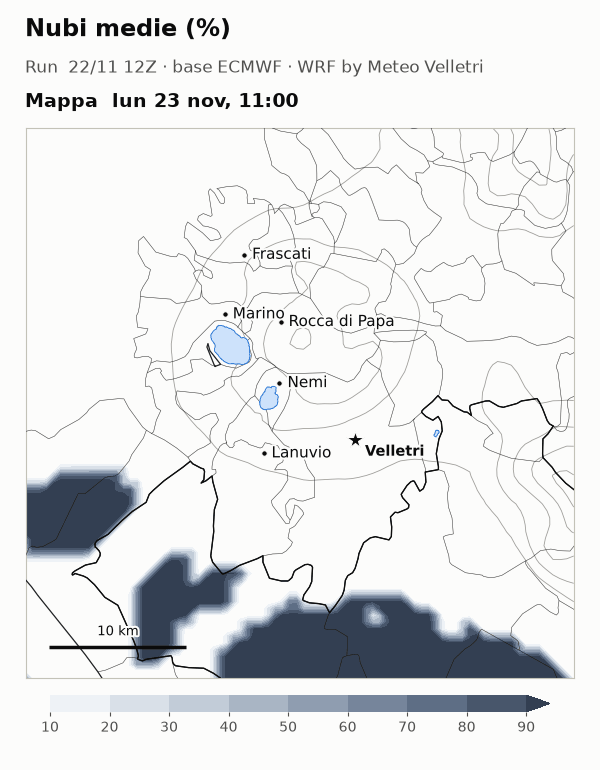 Nubi medie (%)
Run  22/11 12Z · base ECMWF · WRF by Meteo Velletri
Mappa  lun 23 nov, 11:00
Frascati
Marino
Rocca di Papa
Nemi
Velletri
Lanuvio
10 km
10 20 30 40 50 60 70 80 90